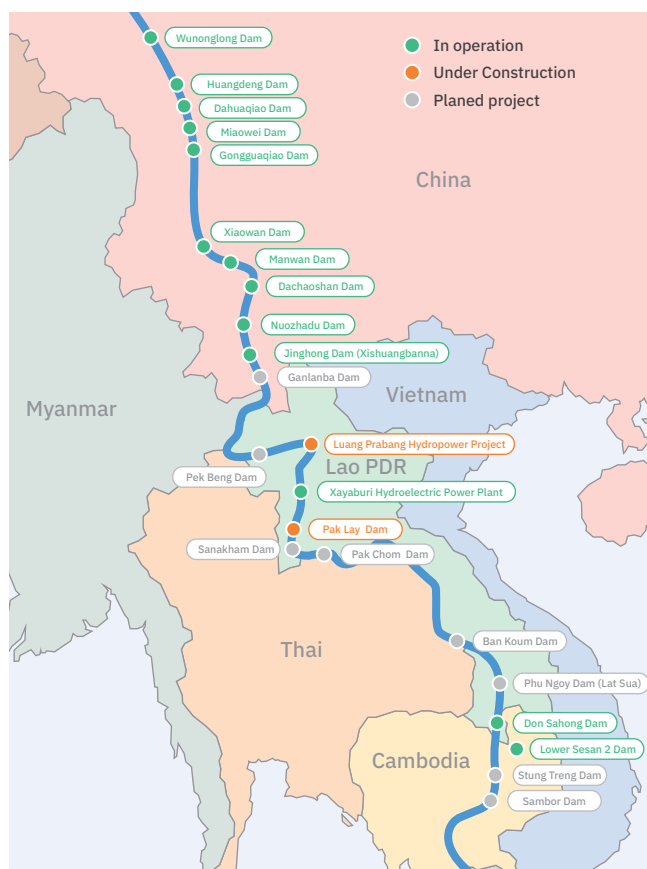 Wunonglong Dam
In operation
Under Construction
Planed project
Huangdeng Dam
Dahuaqiao Dam
Miaowei Dam
Gongguaqiao Dam
China
Xiaowan Dam
Manwan Dam
Dachaoshan Dam
Nuozhadu Dam
Jinghong Dam (Xishuangbanna)
Ganlanba Dam
Vietnam
Myanmar
Luang Prabang Hydropower Project
Lao PDR
Pek Beng Dam
Xayaburi Hydroelectric Power Plant
Pak Lay Dam
Sanakham Dam
Pak Chom Dam
Thai
Ban Koum Dam
Phu Ngoy Dam (Lat Sua)
Don Sahong Dam
Lower Sesan 2 Dam
Cambodia
Stung Treng Dam
Sambor Dam